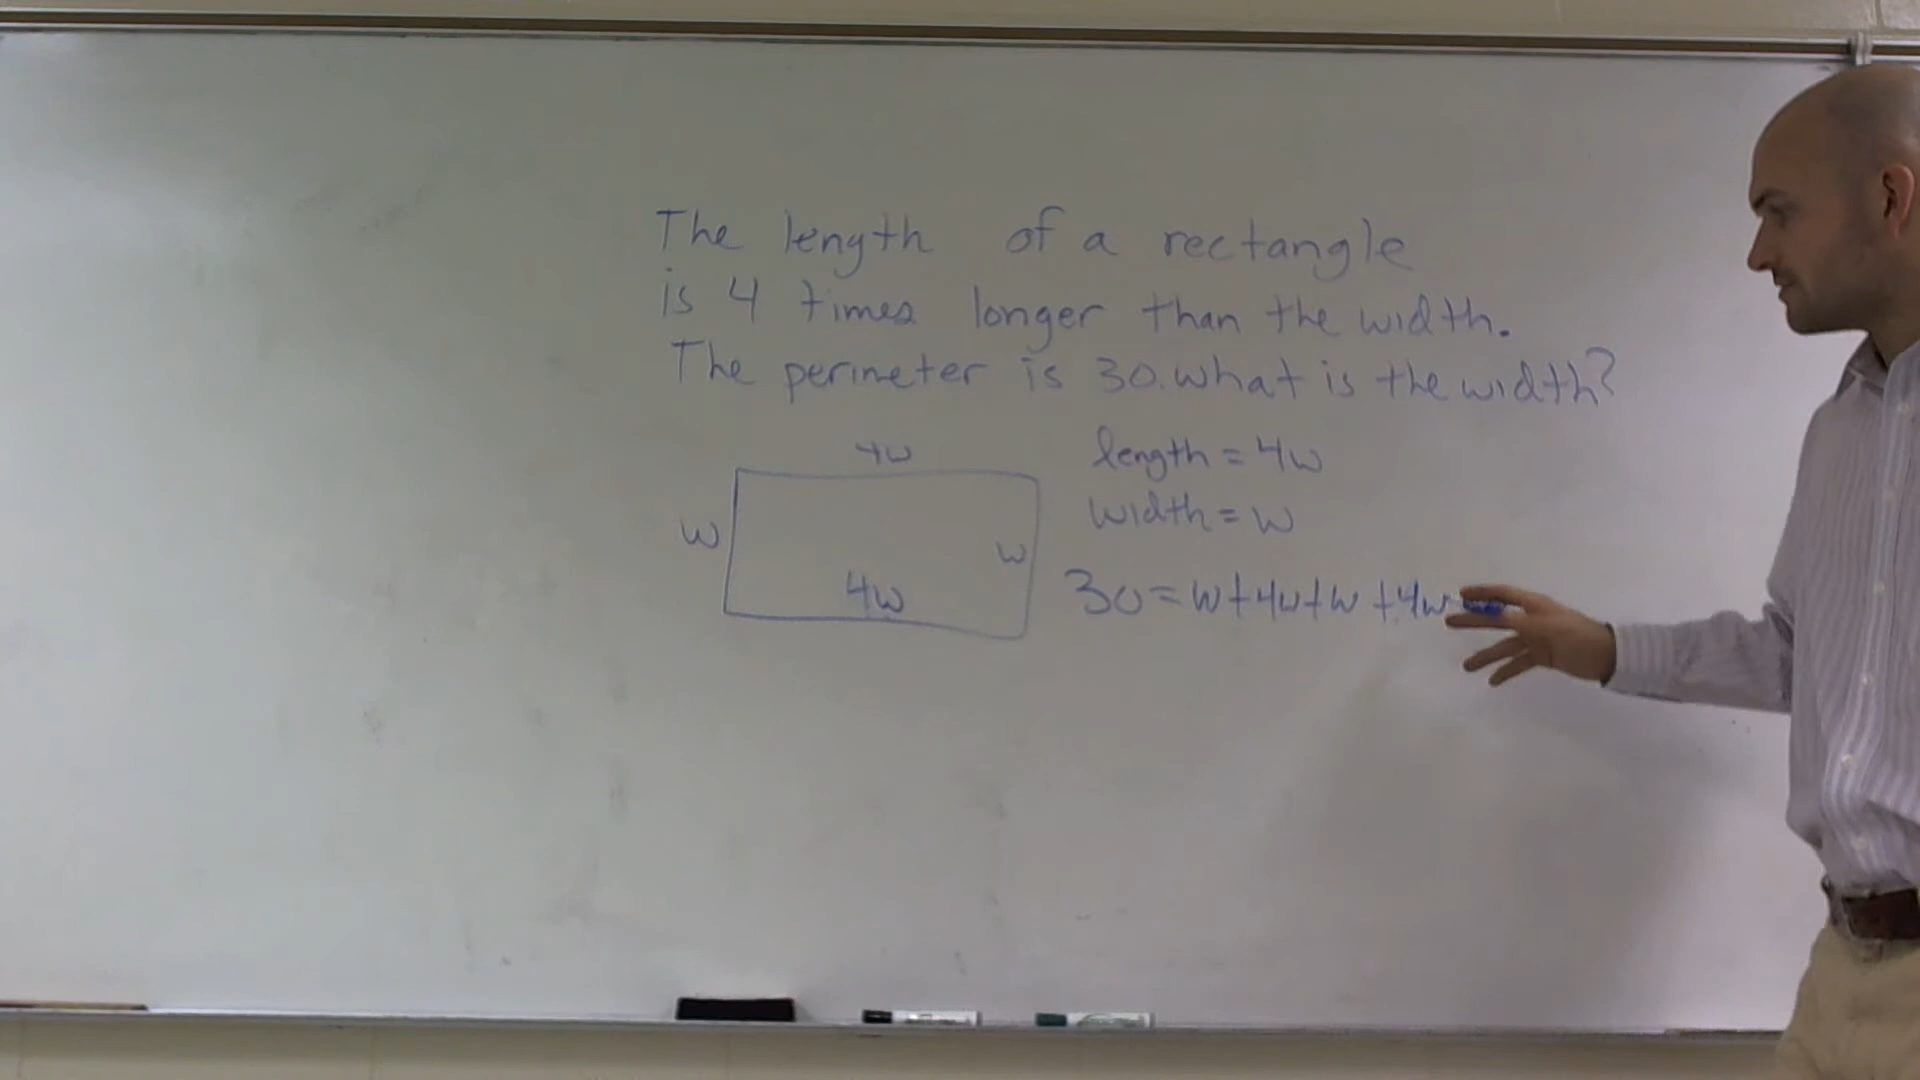 The length of a rectangle
is 4 times longer than the width.
The perimeter is 30. what is the width?
4w
length = 4w
width = w
w
w
4w
30 = w + 4w + w + 4w